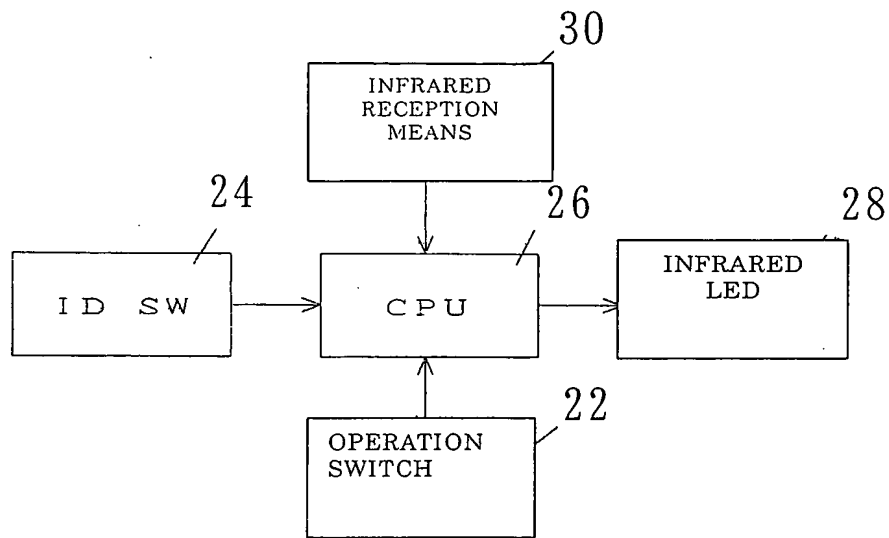 30
INFRARED
RECEPTION
MEANS
24
26
28
ID SW
CPU
INFRARED
LED
22
OPERATION
SWITCH